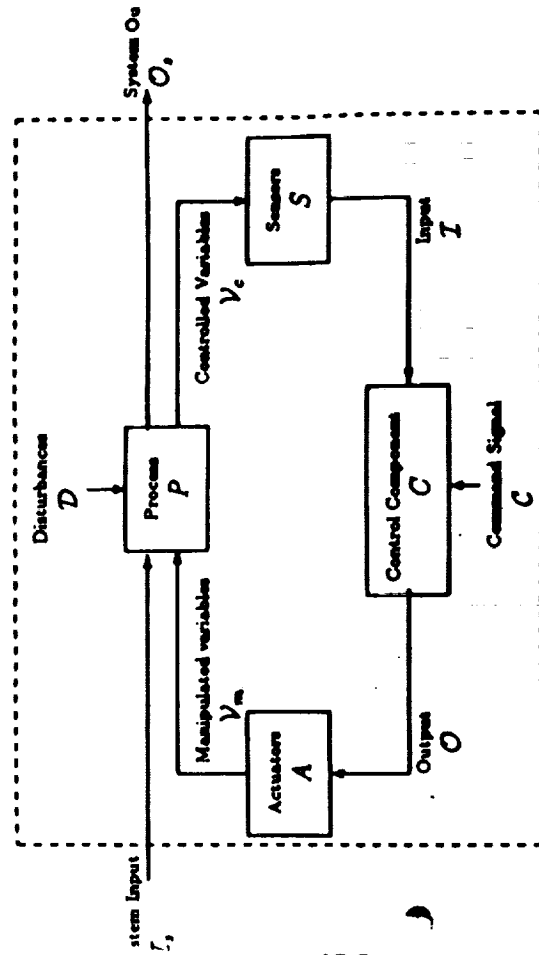 Disturbances
D
stem Input
I,
System Ou
O,
Process
P
Manipulated variables
V m
Controlled Variables
V c
Actuators
A
Sensors
S
Output
O
Control Component
C
Input
I
Command Signal
C